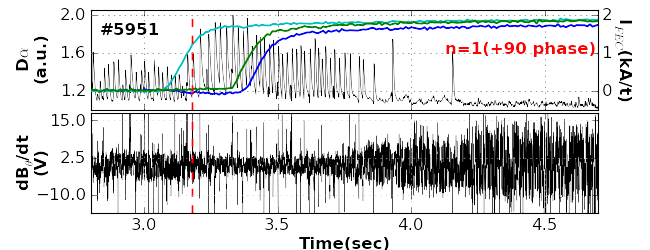 2.0
1.6
1.2
Dα
(a.u.)
#5951
n=1(+90 phase)
2
1
0
I_FEC (kA/t)
15.0
2.5
−10.0
dB_θ/dt
(V)
3.0 3.5 4.0 4.5
Time(sec)